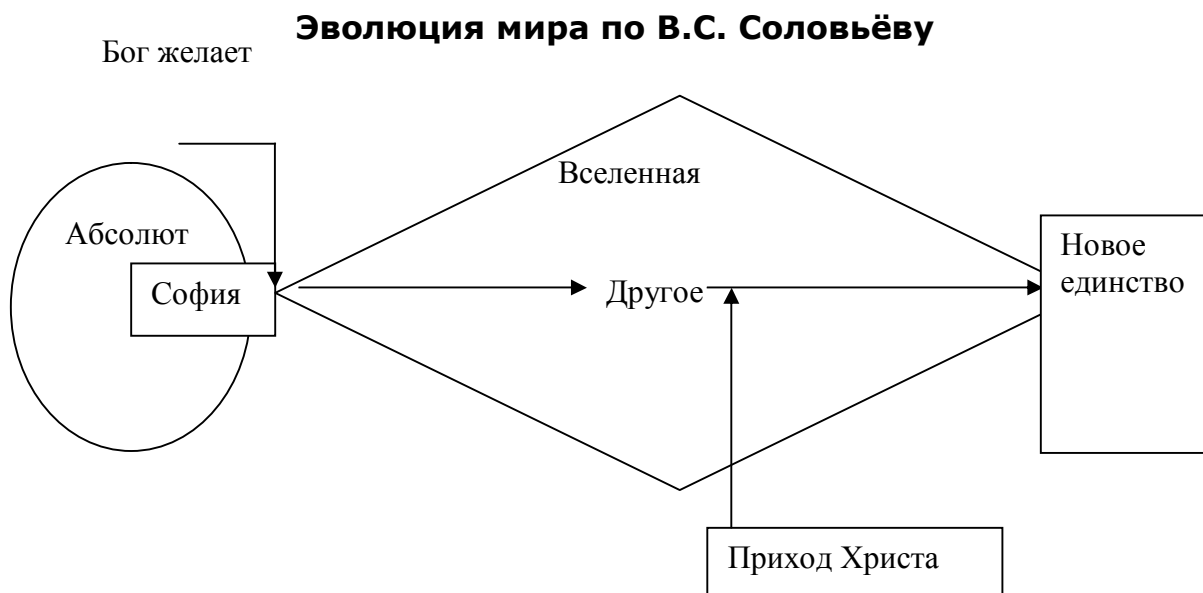 Эволюция мира по В.С. Соловьёву
Бог желает
Вселенная
Абсолют
София
Другое
Новое
единство
Приход Христа